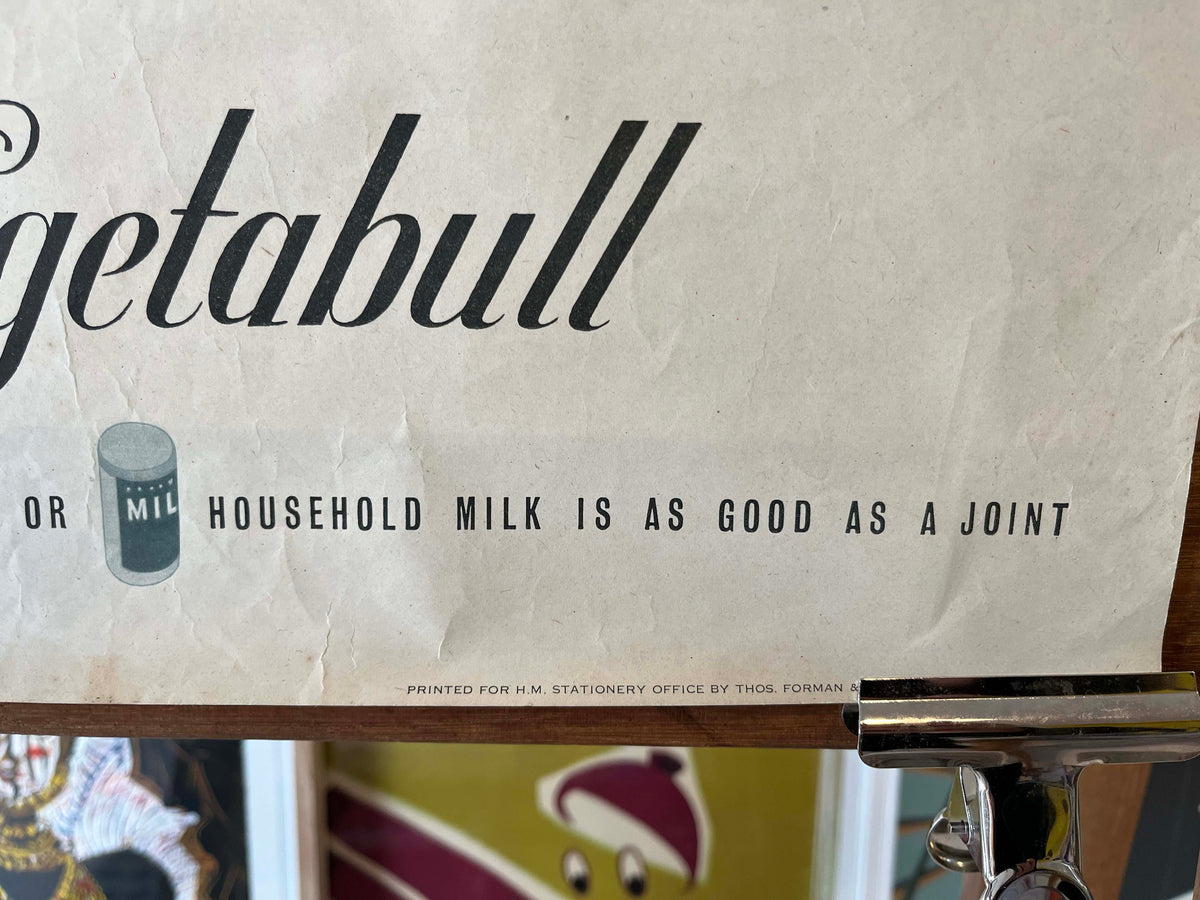 getabull
OR MIL HOUSEHOLD MILK IS AS GOOD AS A JOINT
PRINTED FOR H.M. STATIONERY OFFICE BY THOS. FORMAN &